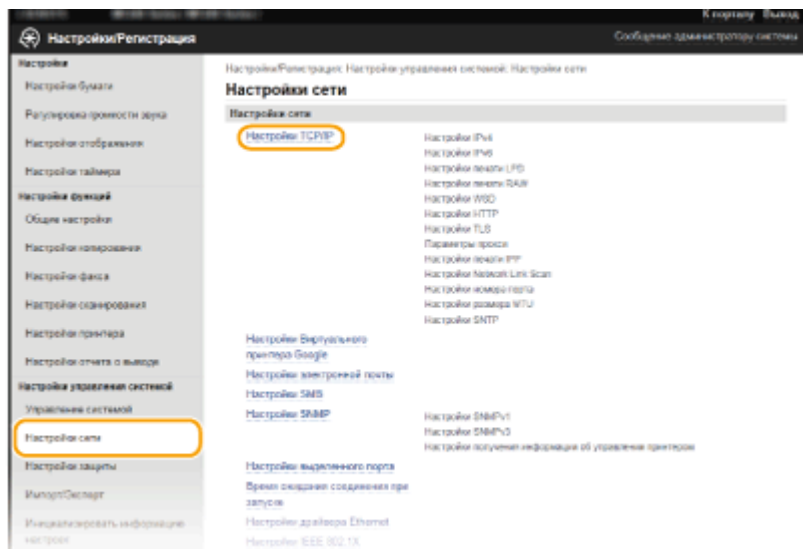 К порталу Выход
Настройки/Регистрация
Сообщение администратору системы
Настройки
Настройки бумаги
Регулировка громкости звука
Настройки отображения
Настройки таймера
Настройки функций
Общие настройки
Настройки копирования
Настройки факса
Настройки сканирования
Настройки принтера
Настройки отчета о выводе
Настройки управления системой
Управление системой
Настройки сети
Настройки защиты
Импорт/Экспорт
Инициализировать информацию
настроек
Настройки/Регистрация: Настройки управления системой: Настройки сети
Настройки сети
Настройки сети
Настройки TCP/IP
Настройки IPv4
Настройки IPv6
Настройки печати LPD
Настройки печати RAW
Настройки WSD
Настройки HTTP
Настройки TLS
Параметры прокси
Настройки печати IPP
Настройки Network Link Scan
Настройки номера порта
Настройки размера MTU
Настройки SNTP
Настройки Виртуального
принтера Google
Настройки электронной почты
Настройки SMB
Настройки SNMP
Настройки SNMPv1
Настройки SNMPv3
Настройки получения информации об управлении принтером
Настройки выделенного порта
Время ожидания соединения при
запуске
Настройки драйвера Ethernet
Настройки IEEE 802.1X